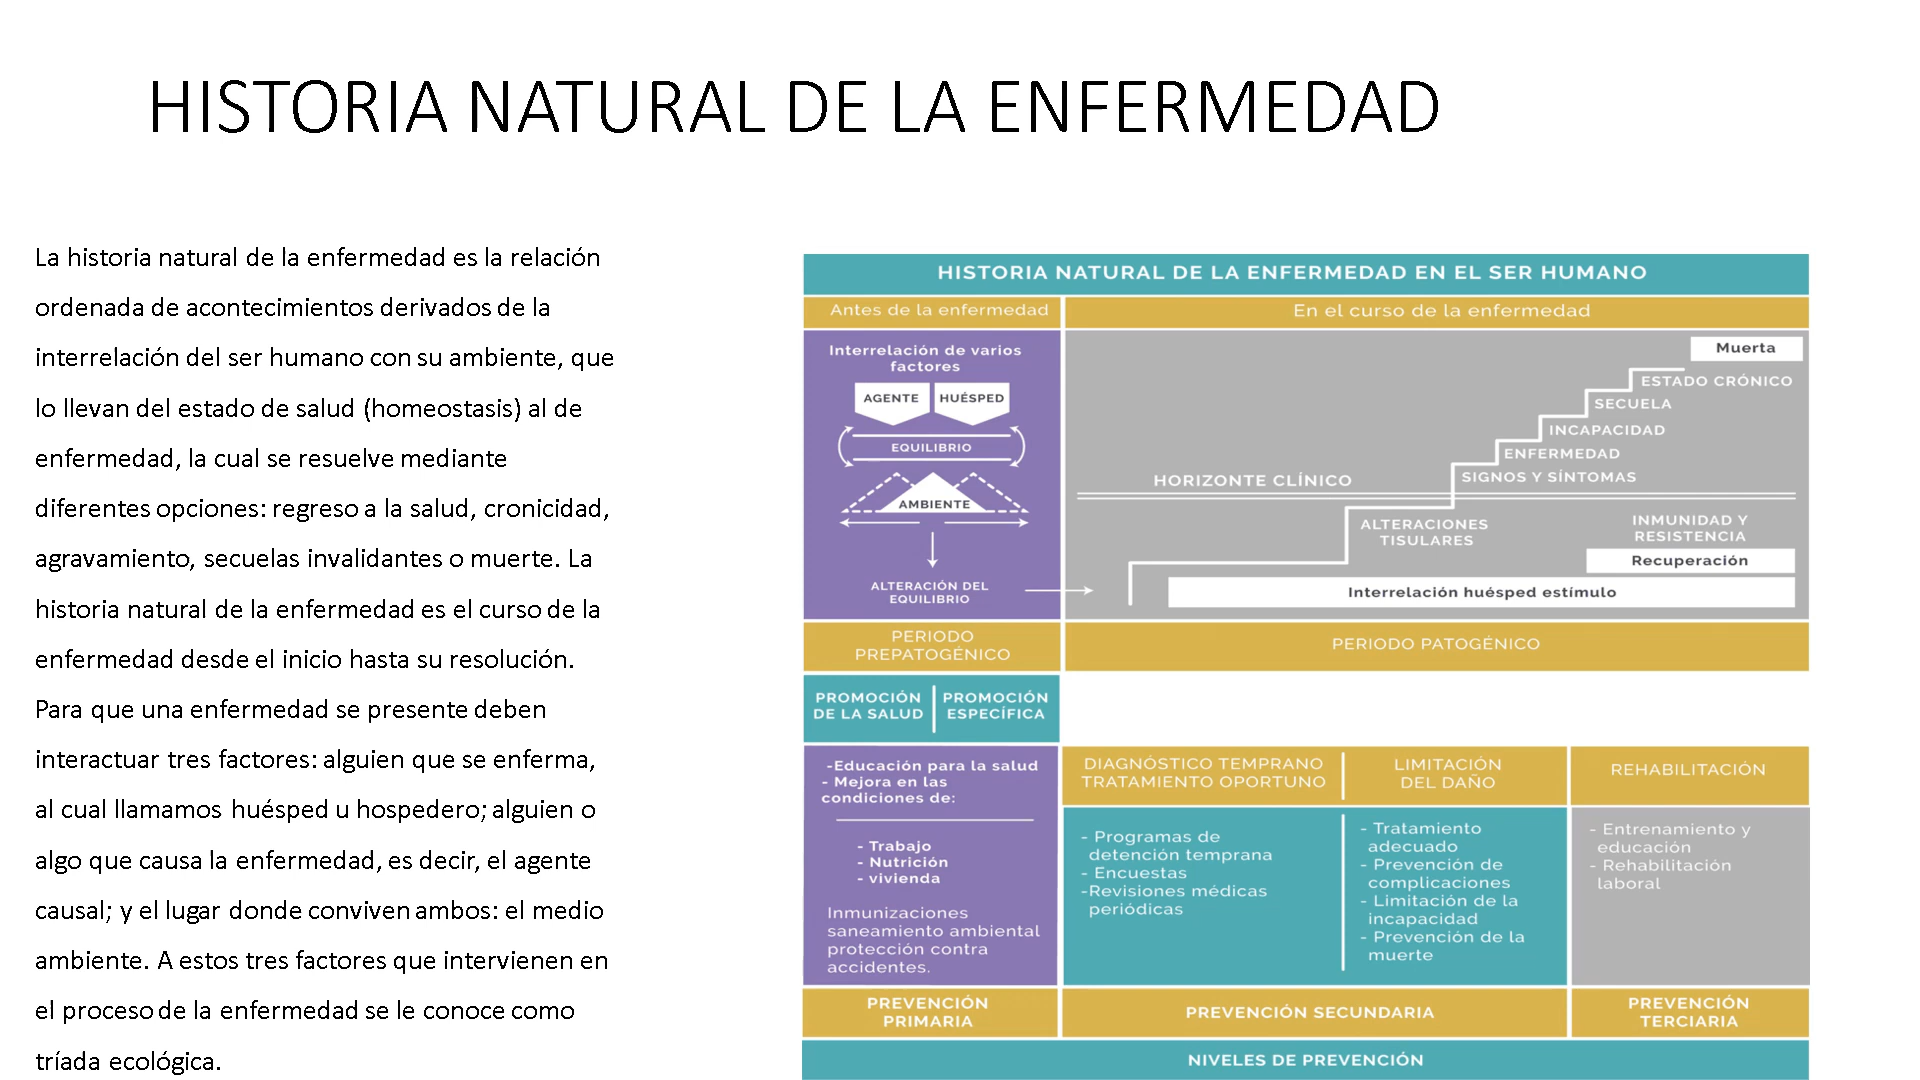 HISTORIA NATURAL DE LA ENFERMEDAD
La historia natural de la enfermedad es la relación
ordenada de acontecimientos derivados de la
interrelación del ser humano con su ambiente, que
lo llevan del estado de salud (homeostasis) al de
enfermedad, la cual se resuelve mediante
diferentes opciones: regreso a la salud, cronicidad,
agravamiento, secuelas invalidantes o muerte. La
historia natural de la enfermedad es el curso de la
enfermedad desde el inicio hasta su resolución.
Para que una enfermedad se presente deben
interactuar tres factores: alguien que se enferma,
al cual llamamos huésped u hospedero; alguien o
algo que causa la enfermedad, es decir, el agente
causal; y el lugar donde conviven ambos: el medio
ambiente. A estos tres factores que intervienen en
el proceso de la enfermedad se le conoce como
tríada ecológica.
HISTORIA NATURAL DE LA ENFERMEDAD EN EL SER HUMANO
Antes de la enfermedad
En el curso de la enfermedad
Interrelación de varios
factores
AGENTE
HUÉSPED
EQUILIBRIO
AMBIENTE
ALTERACIÓN DEL
EQUILIBRIO
Muerta
ESTADO CRÓNICO
SECUELA
INCAPACIDAD
ENFERMEDAD
SIGNOS Y SÍNTOMAS
HORIZONTE CLÍNICO
ALTERACIONES
TISULARES
INMUNIDAD Y
RESISTENCIA
Recuperación
Interrelación huésped estímulo
PERIODO
PREPATOGÉNICO
PERIODO PATOGÉNICO
PROMOCIÓN
DE LA SALUD
PROMOCIÓN
ESPECÍFICA
-Educación para la salud
- Mejora en las
condiciones de:
- Trabajo
- Nutrición
- vivienda
Inmunizaciones
saneamiento ambiental
protección contra
accidentes.
DIAGNÓSTICO TEMPRANO
TRATAMIENTO OPORTUNO
LIMITACIÓN
DEL DAÑO
REHABILITACIÓN
- Programas de
detención temprana
- Encuestas
-Revisiones médicas
periódicas
- Tratamiento
adecuado
- Prevención de
complicaciones
- Limitación de la
incapacidad
- Prevención de la
muerte
- Entrenamiento y
educación
- Rehabilitación
laboral
PREVENCIÓN
PRIMARIA
PREVENCIÓN SECUNDARIA
PREVENCIÓN
TERCIARIA
NIVELES DE PREVENCIÓN